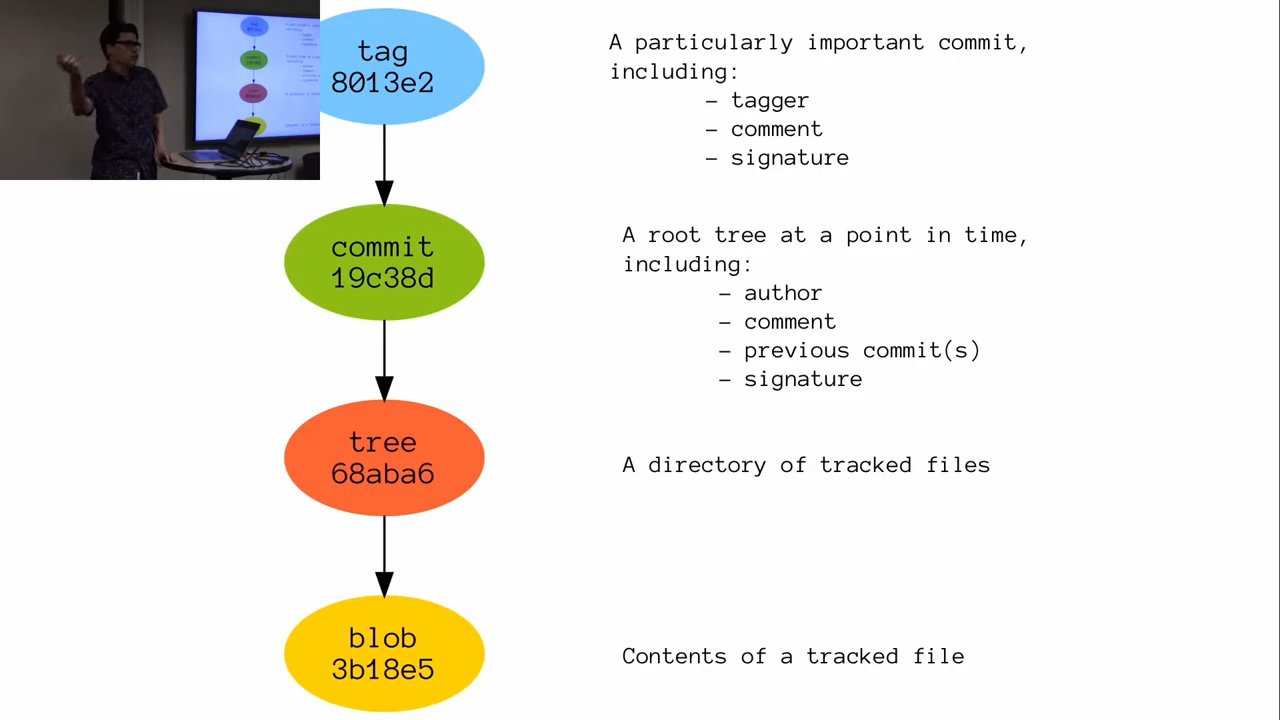 tag
8013e2
A particularly important commit,
including:
- tagger
- comment
- signature
commit
19c38d
A root tree at a point in time,
including:
- author
- comment
- previous commit(s)
- signature
tree
68aba6
A directory of tracked files
blob
3b18e5
Contents of a tracked file